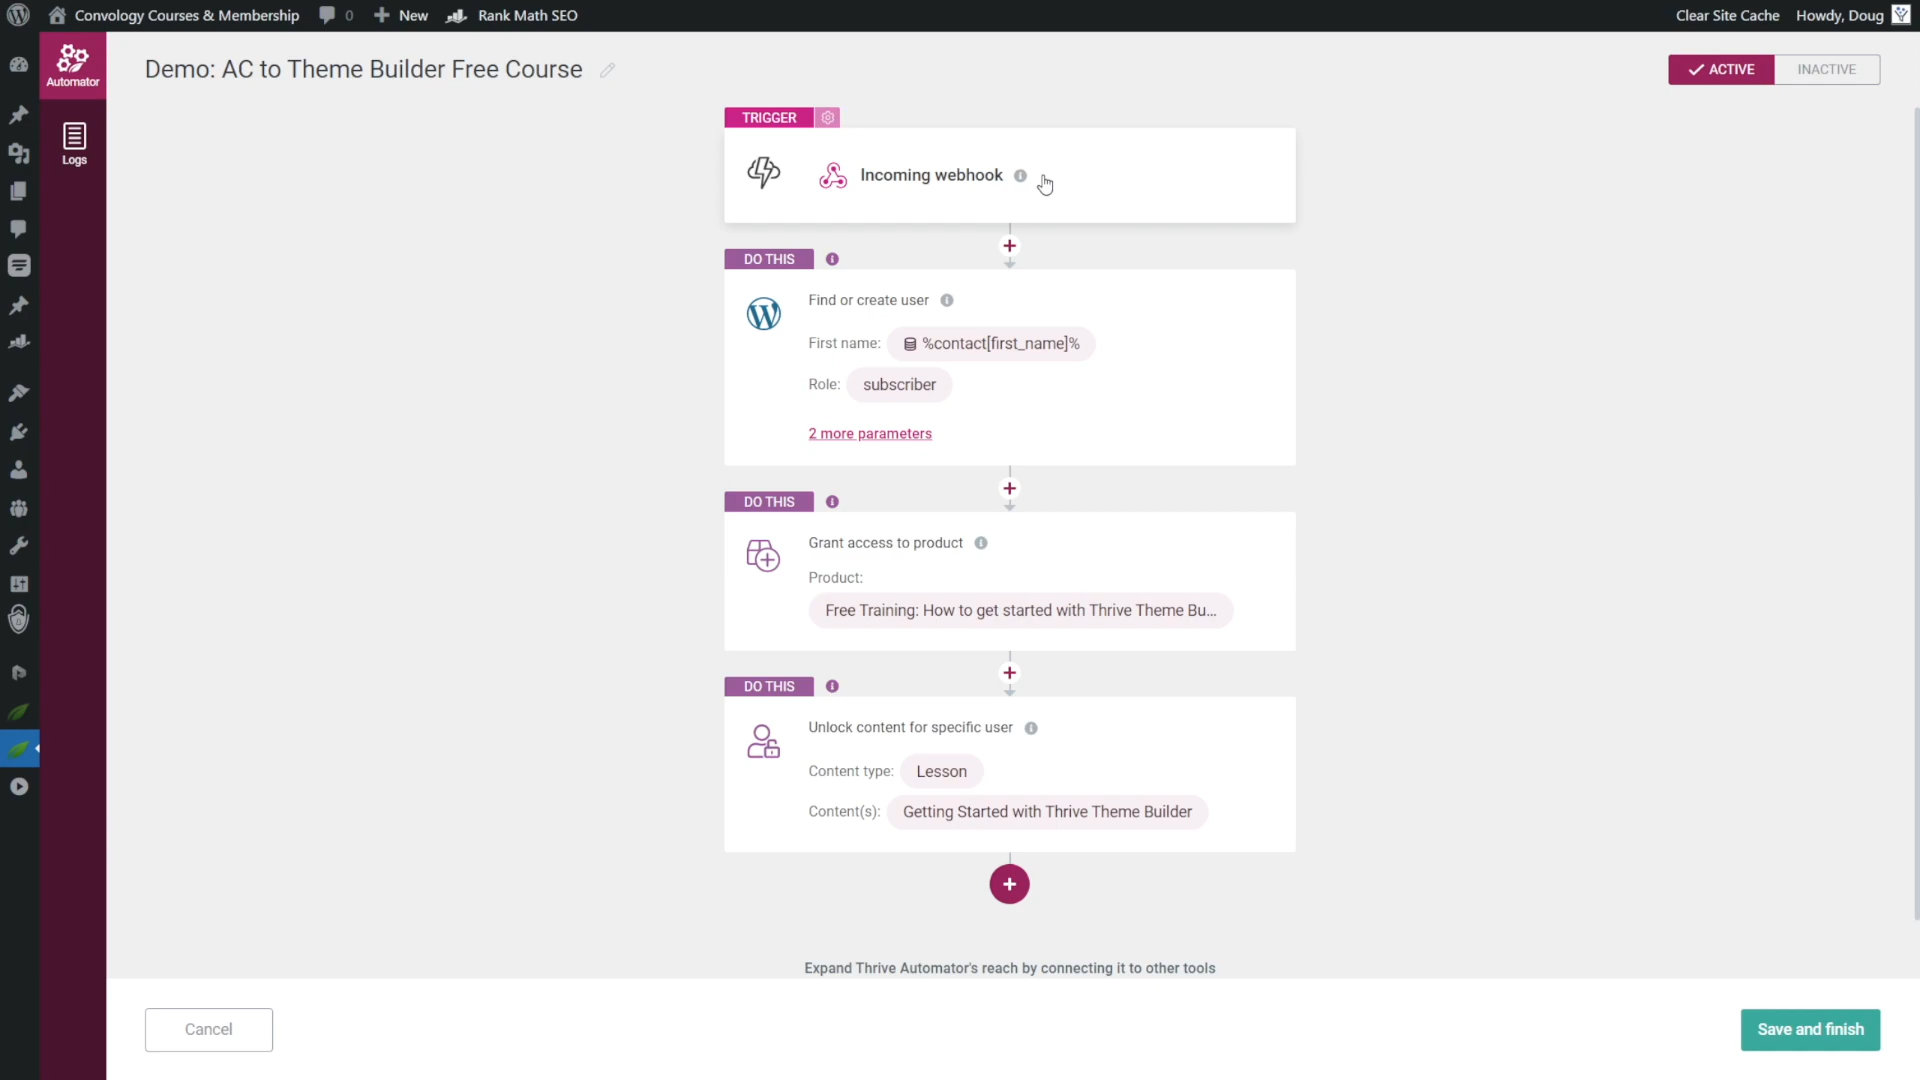 Convology Courses & Membership
0
New
Rank Math SEO
Clear Site Cache
Howdy, Doug
Automator
Logs
Demo: AC to Theme Builder Free Course
ACTIVE
INACTIVE
TRIGGER
Incoming webhook
DO THIS
Find or create user
First name: %contact[first_name]%
Role: subscriber
2 more parameters
DO THIS
Grant access to product
Product:
Free Training: How to get started with Thrive Theme Bu...
DO THIS
Unlock content for specific user
Content type: Lesson
Content(s): Getting Started with Thrive Theme Builder
Expand Thrive Automator's reach by connecting it to other tools
Cancel
Save and finish